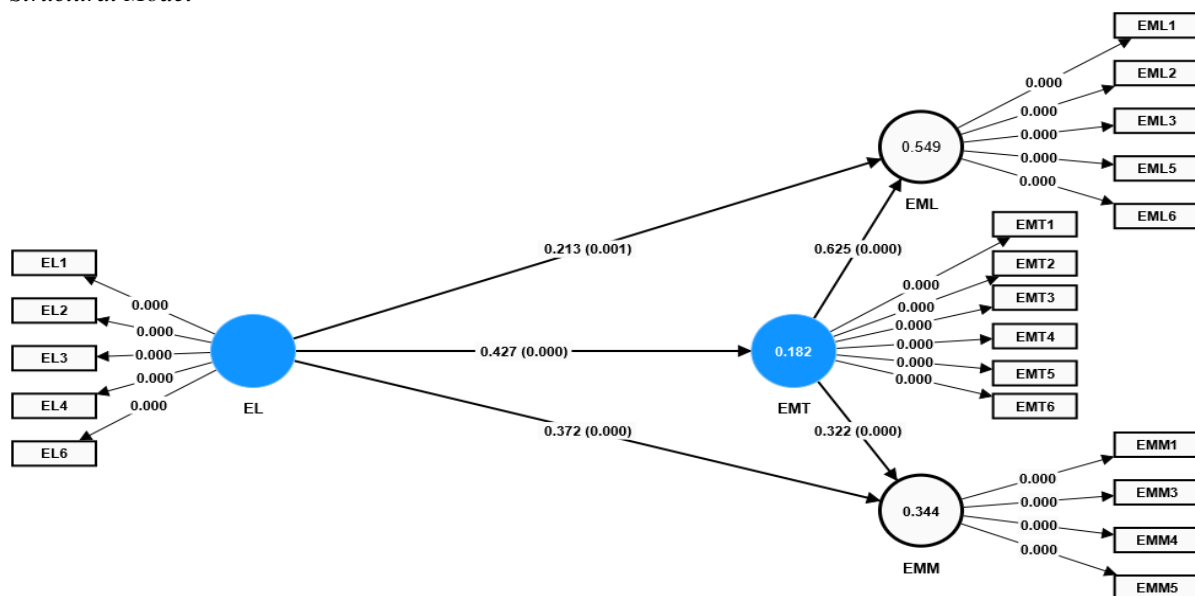 Structural Model
EML1
EML2
EML3
EML5
EML6
0.000
0.000
0.000
0.000
0.000
0.549
EML
0.213 (0.001)
0.625 (0.000)
EMT1
EMT2
EMT3
EMT4
EMT5
EMT6
0.000
0.000
0.000
0.000
0.000
0.000
EL1
EL2
EL3
EL4
EL6
0.000
0.000
0.000
0.000
0.000
EL
0.427 (0.000)
0.182
EMT
0.372 (0.000)
0.322 (0.000)
0.344
EMM
0.000
0.000
0.000
0.000
EMM1
EMM3
EMM4
EMM5